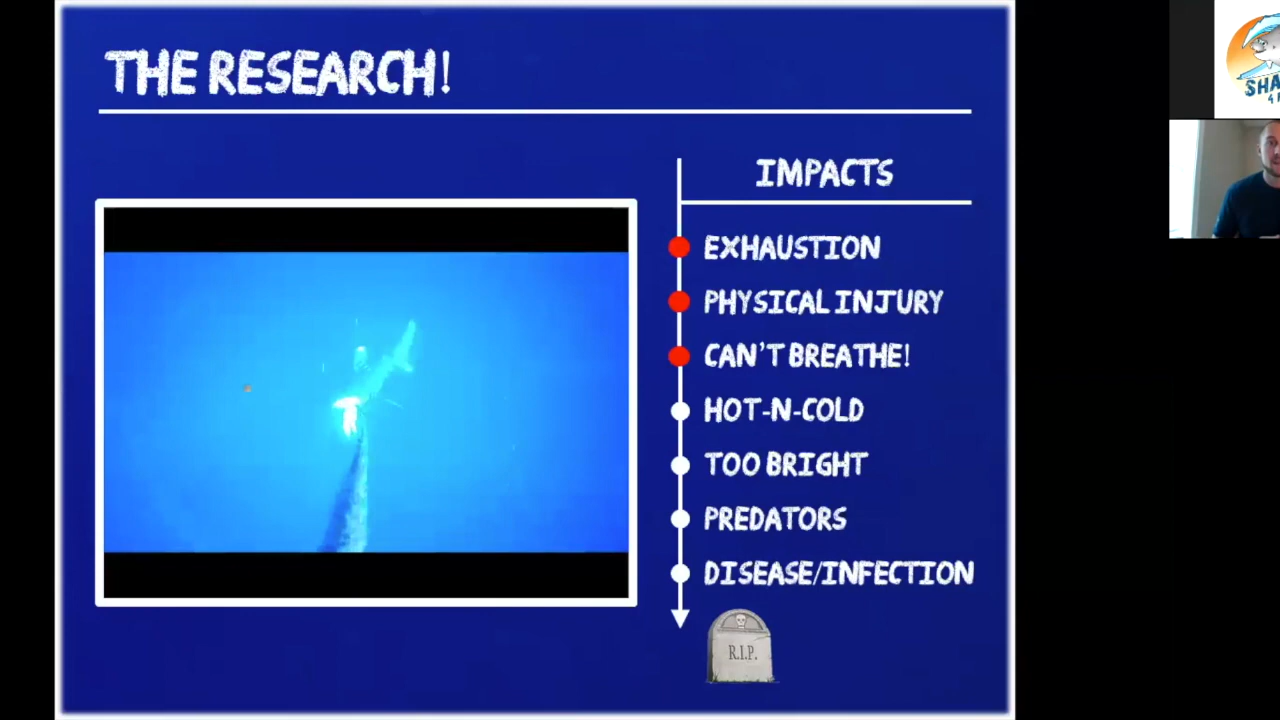 THE RESEARCH!
IMPACTS
EXHAUSTION
PHYSICAL INJURY
CAN'T BREATHE!
HOT-N-COLD
TOO BRIGHT
PREDATORS
DISEASE/INFECTION
R.I.P.